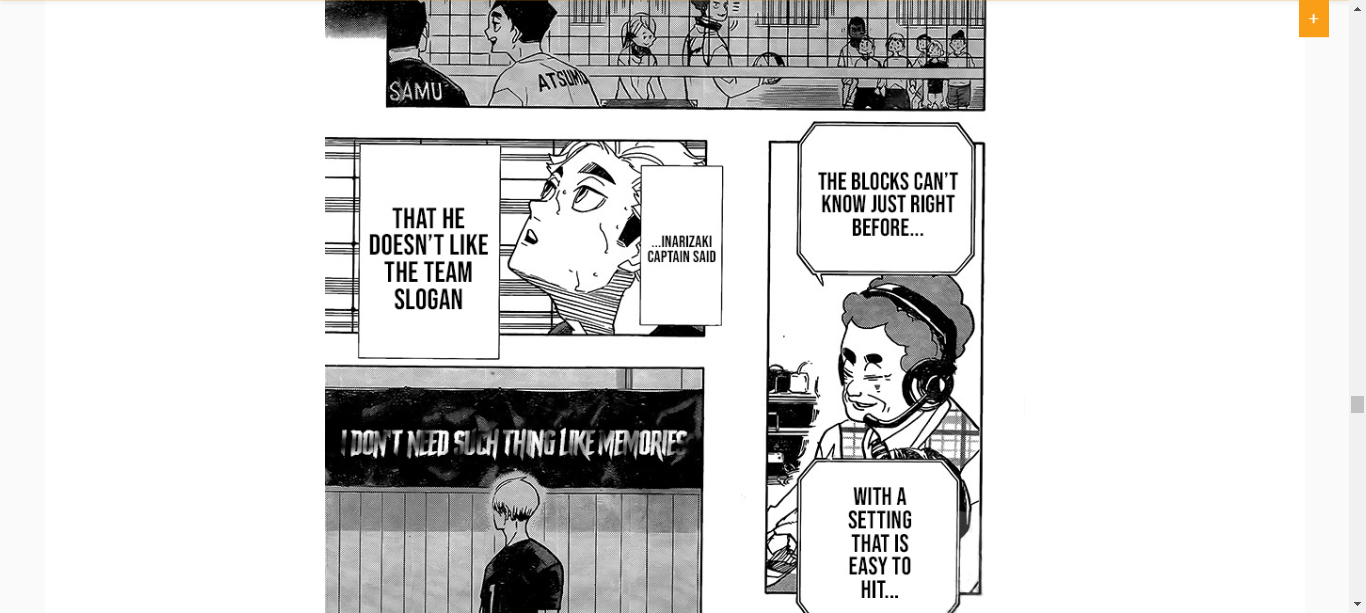 SAMU
ATSUMU
THE BLOCKS CAN'T
KNOW JUST RIGHT
BEFORE...
WITH A
SETTING
THAT IS
EASY TO
HIT...
...INARIZAKI
CAPTAIN SAID
THAT HE
DOESN'T LIKE
THE TEAM
SLOGAN
I DON'T NEED SUCH THING LIKE MEMORIES
+